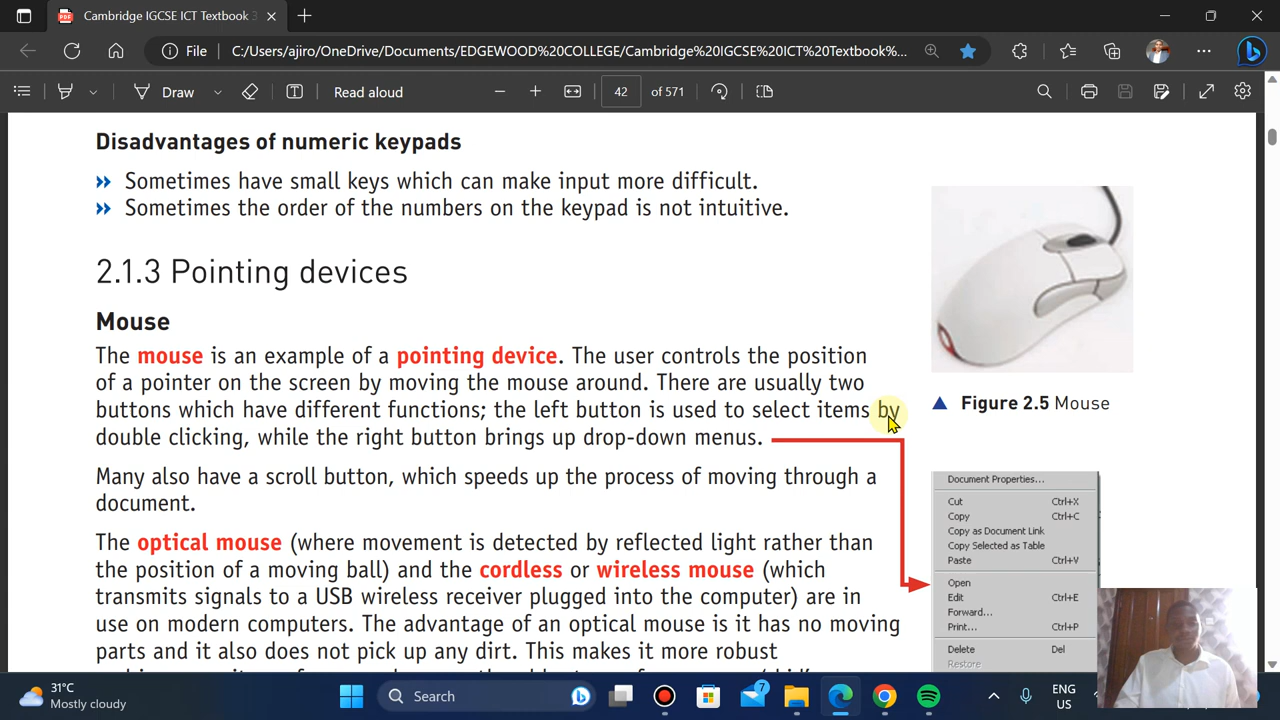 Cambridge IGCSE ICT Textbook 3
File
C:/Users/ajiro/OneDrive/Documents/EDGEWOOD%20COLLEGE/Cambridge%20IGCSE%20ICT%20Textbook%...
Draw
Read aloud
42
of 571
Disadvantages of numeric keypads
Sometimes have small keys which can make input more difficult.
Sometimes the order of the numbers on the keypad is not intuitive.
2.1.3 Pointing devices
Mouse
The mouse is an example of a pointing device. The user controls the position
of a pointer on the screen by moving the mouse around. There are usually two
buttons which have different functions; the left button is used to select items by
double clicking, while the right button brings up drop-down menus.
Many also have a scroll button, which speeds up the process of moving through a
document.
The optical mouse (where movement is detected by reflected light rather than
the position of a moving ball) and the cordless or wireless mouse (which
transmits signals to a USB wireless receiver plugged into the computer) are in
use on modern computers. The advantage of an optical mouse is it has no moving
parts and it also does not pick up any dirt. This makes it more robust
Figure 2.5 Mouse
Document Properties...
Cut Ctrl+X
Copy Ctrl+C
Copy as Document Link
Copy Selected as Table
Paste Ctrl+V
Open
Edit Ctrl+E
Forward...
Print... Ctrl+P
Delete Del
Restore
31°C
Mostly cloudy
Search
7
ENG
US